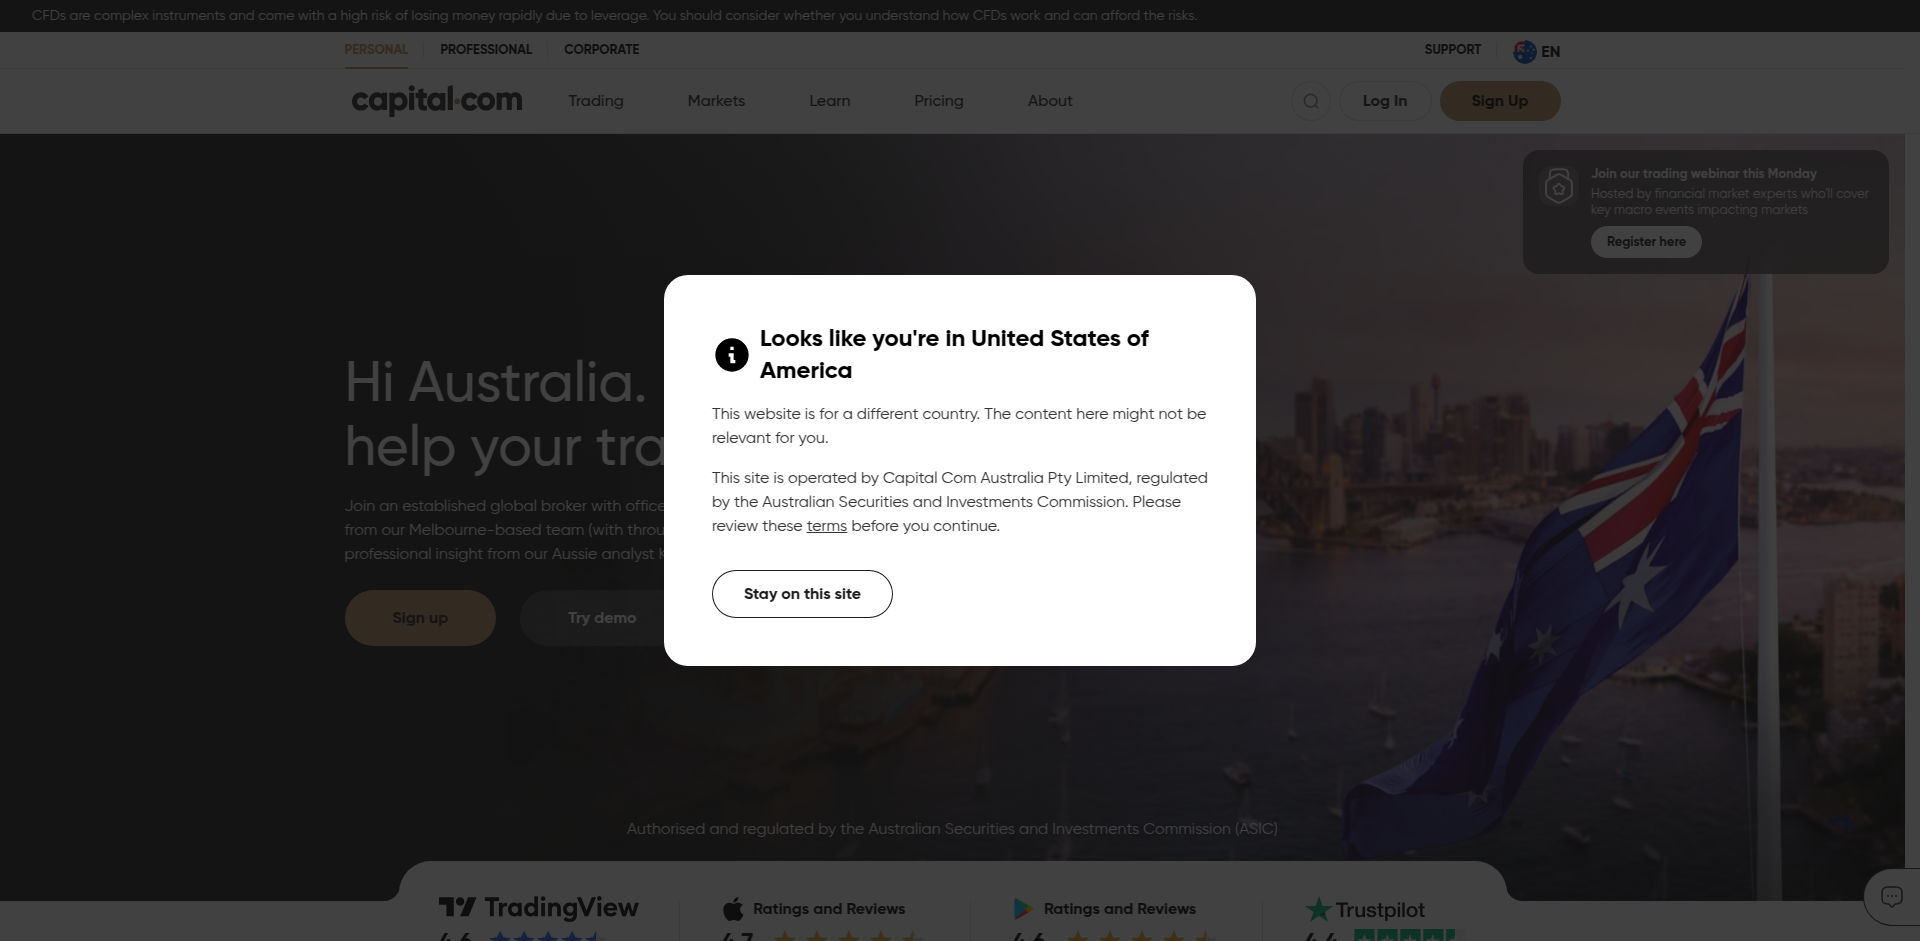 CFDs are complex instruments and come with a high risk of losing money rapidly due to leverage. You should consider whether you understand how CFDs work and can afford the risks.
PERSONAL
PROFESSIONAL
CORPORATE
SUPPORT
EN
capital.com
Trading
Markets
Learn
Pricing
About
Log In
Sign Up
Join our trading webinar this Monday
Hosted by financial market experts who'll cover
key macro events impacting markets
Register here
Looks like you're in United States of
America
This website is for a different country. The content here might not be
relevant for you.
This site is operated by Capital Com Australia Pty Limited, regulated
by the Australian Securities and Investments Commission. Please
review these terms before you continue.
Stay on this site
Hi Australia.
help your
Join an established global broker with
from our Melbourne-based team (with
professional insight from our Aussie analyst
Sign up
Try demo
Authorised and regulated by the Australian Securities and Investments Commission (ASIC)
TradingView
Ratings and Reviews
Ratings and Reviews
Trustpilot
4.6
4.7
4.6
4.4